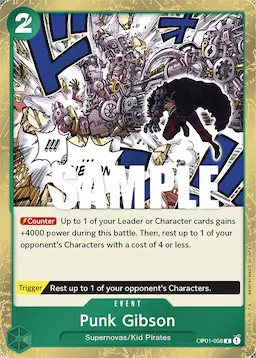 2
SAMPLE
Counter Up to 1 of your Leader or Character cards gains
+4000 power during this battle. Then, rest up to 1 of your
opponent's Characters with a cost of 4 or less.
Trigger Rest up to 1 of your opponent's Characters.
EVENT
Punk Gibson
Supernovas/Kid Pirates
OP01-058 R